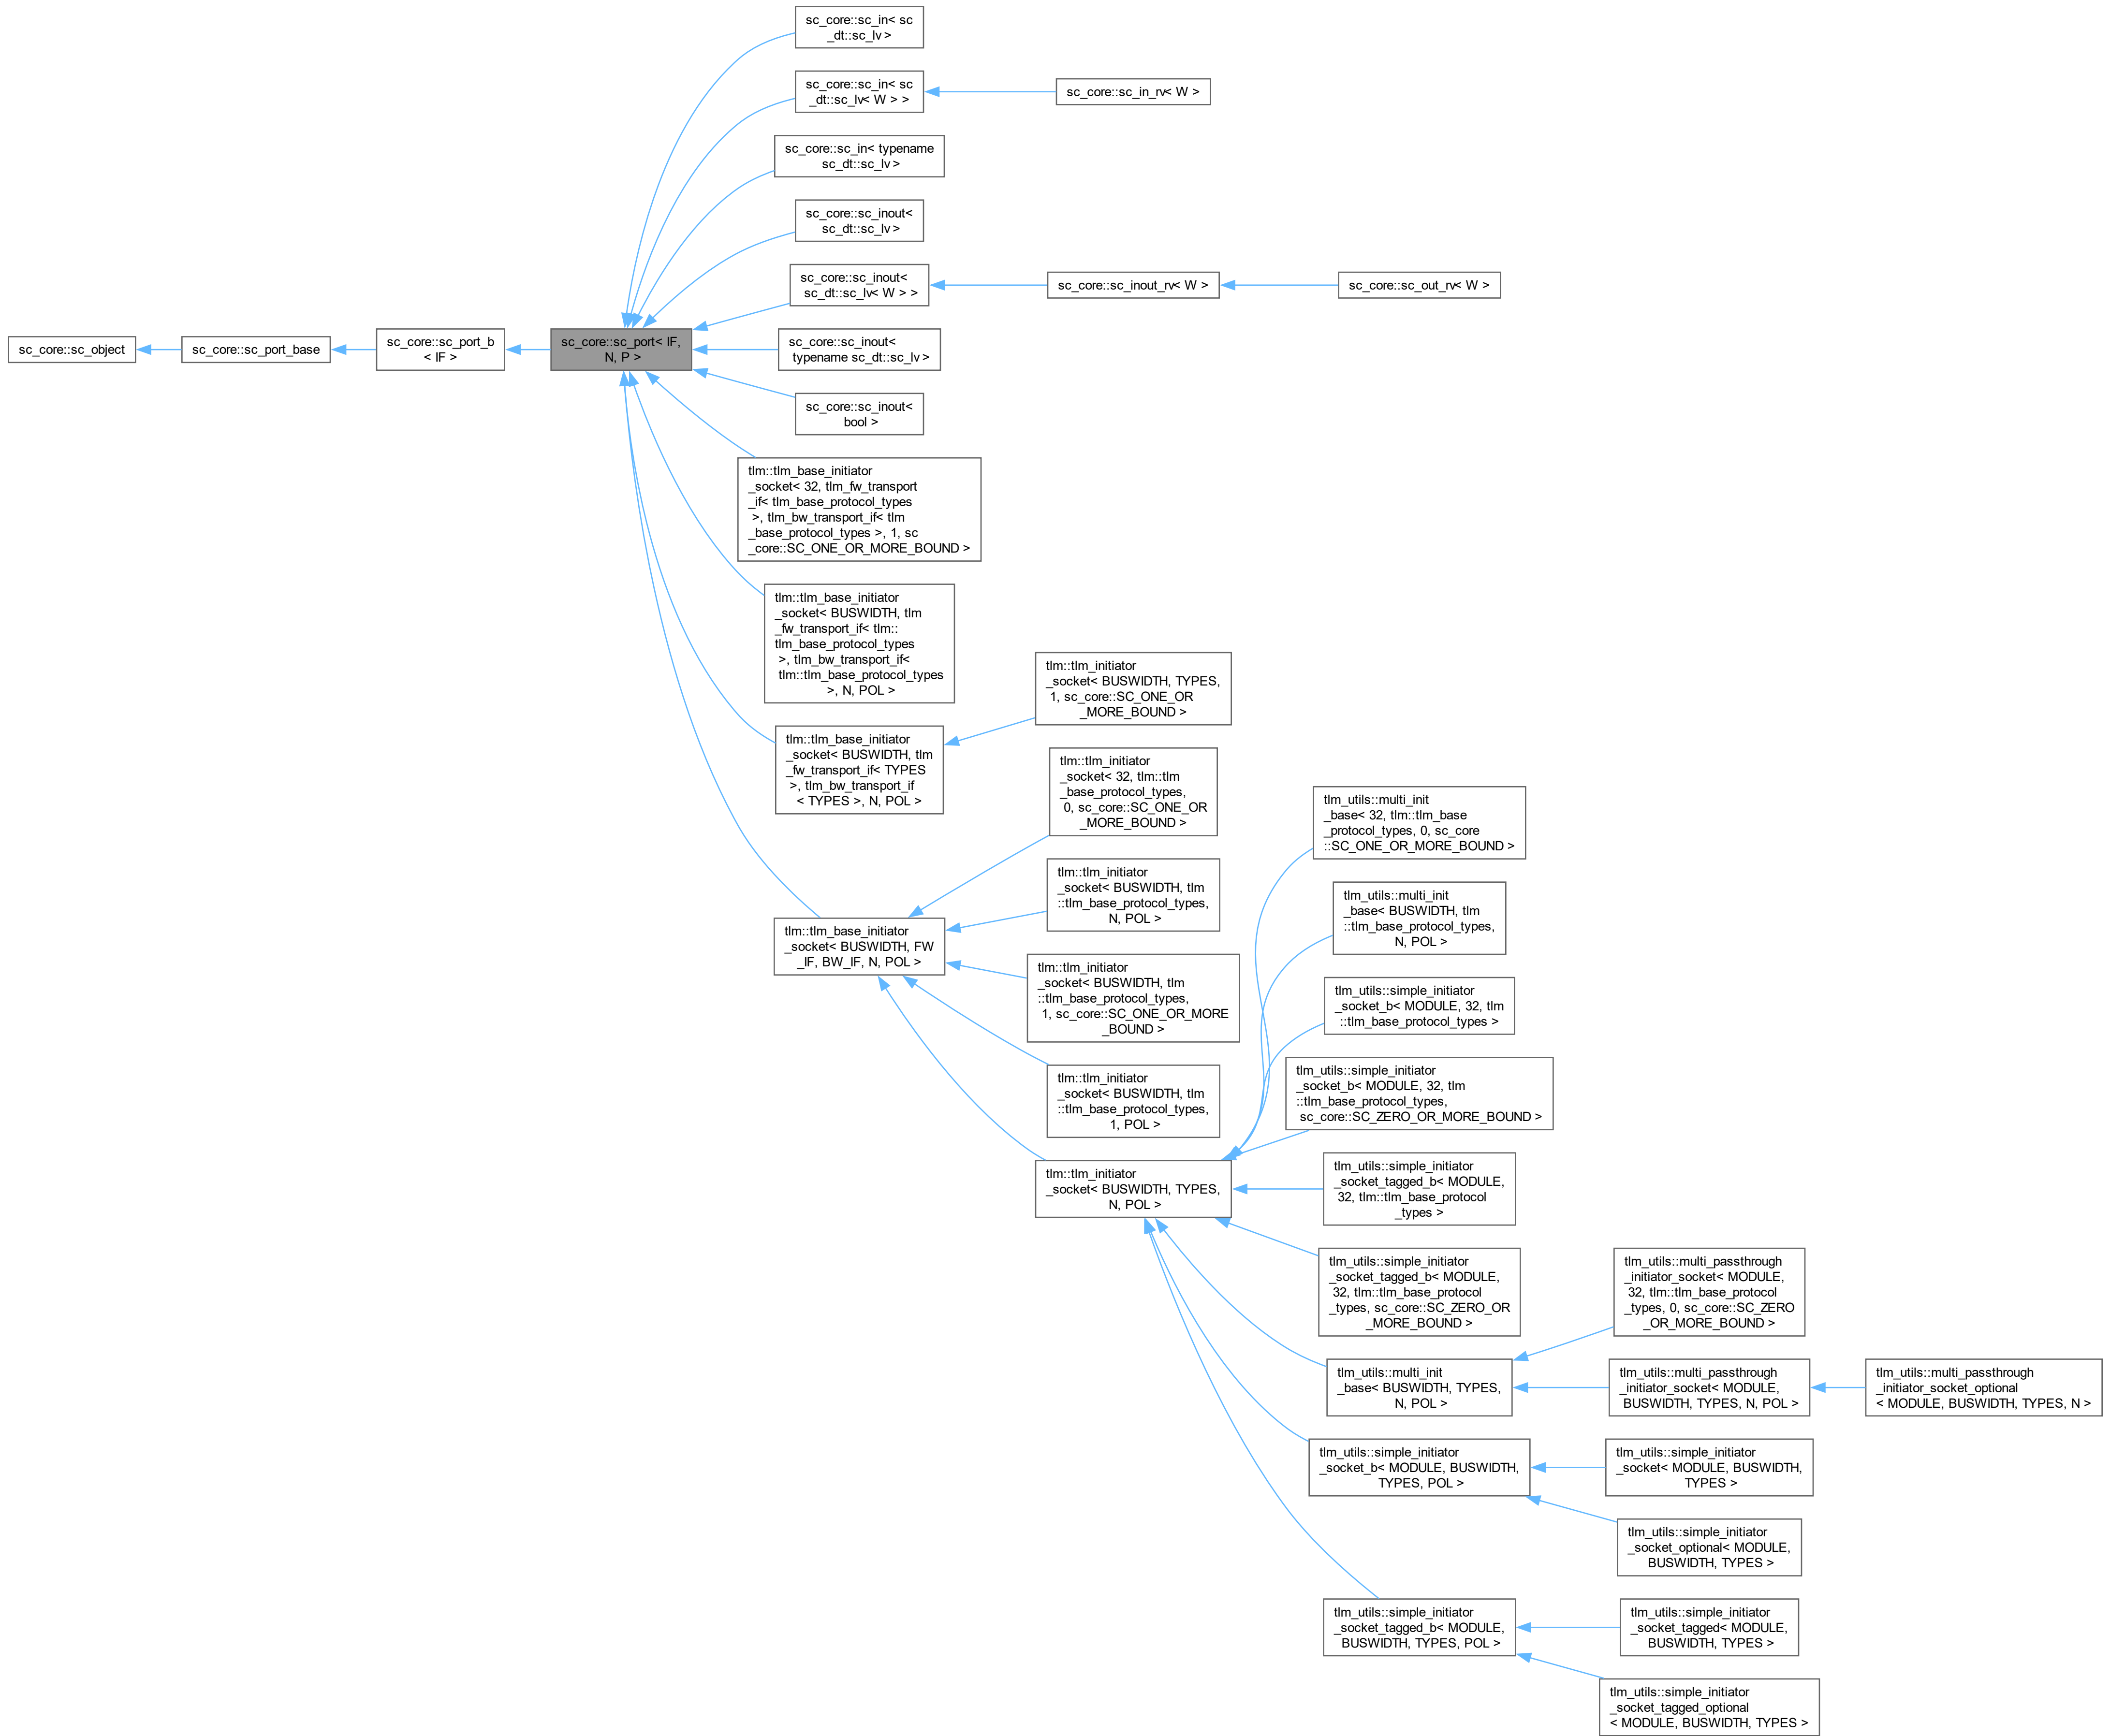 sc_core::sc_object
sc_core::sc_port_base
sc_core::sc_port_b
< IF >
sc_core::sc_port< IF,
N, P >
sc_core::sc_in< sc
_dt::sc_lv >
sc_core::sc_in< sc
_dt::sc_lv< W > >
sc_core::sc_in_rv< W >
sc_core::sc_in< typename
sc_dt::sc_lv >
sc_core::sc_inout<
sc_dt::sc_lv >
sc_core::sc_inout<
sc_dt::sc_lv< W > >
sc_core::sc_inout_rv< W >
sc_core::sc_out_rv< W >
sc_core::sc_inout<
typename sc_dt::sc_lv >
sc_core::sc_inout<
bool >
tlm::tlm_base_initiator
_socket< 32, tlm_fw_transport
_if< tlm_base_protocol_types
>, tlm_bw_transport_if< tlm
_base_protocol_types >, 1, sc
_core::SC_ONE_OR_MORE_BOUND >
tlm::tlm_base_initiator
_socket< BUSWIDTH, tlm
_fw_transport_if< tlm::
tlm_base_protocol_types
>, tlm_bw_transport_if<
tlm::tlm_base_protocol_types
>, N, POL >
tlm::tlm_base_initiator
_socket< BUSWIDTH, tlm
_fw_transport_if< TYPES
>, tlm_bw_transport_if
< TYPES >, N, POL >
tlm::tlm_initiator
_socket< BUSWIDTH, TYPES,
1, sc_core::SC_ONE_OR
_MORE_BOUND >
tlm::tlm_base_initiator
_socket< BUSWIDTH, FW
_IF, BW_IF, N, POL >
tlm::tlm_initiator
_socket< 32, tlm::tlm
_base_protocol_types,
0, sc_core::SC_ONE_OR
_MORE_BOUND >
tlm::tlm_initiator
_socket< BUSWIDTH, tlm
::tlm_base_protocol_types,
N, POL >
tlm::tlm_initiator
_socket< BUSWIDTH, tlm
::tlm_base_protocol_types,
1, sc_core::SC_ONE_OR_MORE
_BOUND >
tlm::tlm_initiator
_socket< BUSWIDTH, tlm
::tlm_base_protocol_types,
1, POL >
tlm::tlm_initiator
_socket< BUSWIDTH, TYPES,
N, POL >
tlm_utils::multi_init
_base< 32, tlm::tlm_base
_protocol_types, 0, sc_core
::SC_ONE_OR_MORE_BOUND >
tlm_utils::multi_init
_base< BUSWIDTH, tlm
::tlm_base_protocol_types,
N, POL >
tlm_utils::simple_initiator
_socket_b< MODULE, 32, tlm
::tlm_base_protocol_types >
tlm_utils::simple_initiator
_socket_b< MODULE, 32, tlm
::tlm_base_protocol_types,
sc_core::SC_ZERO_OR_MORE_BOUND >
tlm_utils::simple_initiator
_socket_tagged_b< MODULE,
32, tlm::tlm_base_protocol
_types >
tlm_utils::simple_initiator
_socket_tagged_b< MODULE,
32, tlm::tlm_base_protocol
_types, sc_core::SC_ZERO_OR
_MORE_BOUND >
tlm_utils::multi_init
_base< BUSWIDTH, TYPES,
N, POL >
tlm_utils::multi_passthrough
_initiator_socket< MODULE,
32, tlm::tlm_base_protocol
_types, 0, sc_core::SC_ZERO
_OR_MORE_BOUND >
tlm_utils::multi_passthrough
_initiator_socket< MODULE,
BUSWIDTH, TYPES, N, POL >
tlm_utils::multi_passthrough
_initiator_socket_optional
< MODULE, BUSWIDTH, TYPES, N >
tlm_utils::simple_initiator
_socket_b< MODULE, BUSWIDTH,
TYPES, POL >
tlm_utils::simple_initiator
_socket< MODULE, BUSWIDTH,
TYPES >
tlm_utils::simple_initiator
_socket_optional< MODULE,
BUSWIDTH, TYPES >
tlm_utils::simple_initiator
_socket_tagged_b< MODULE,
BUSWIDTH, TYPES, POL >
tlm_utils::simple_initiator
_socket_tagged< MODULE,
BUSWIDTH, TYPES >
tlm_utils::simple_initiator
_socket_tagged_optional
< MODULE, BUSWIDTH, TYPES >